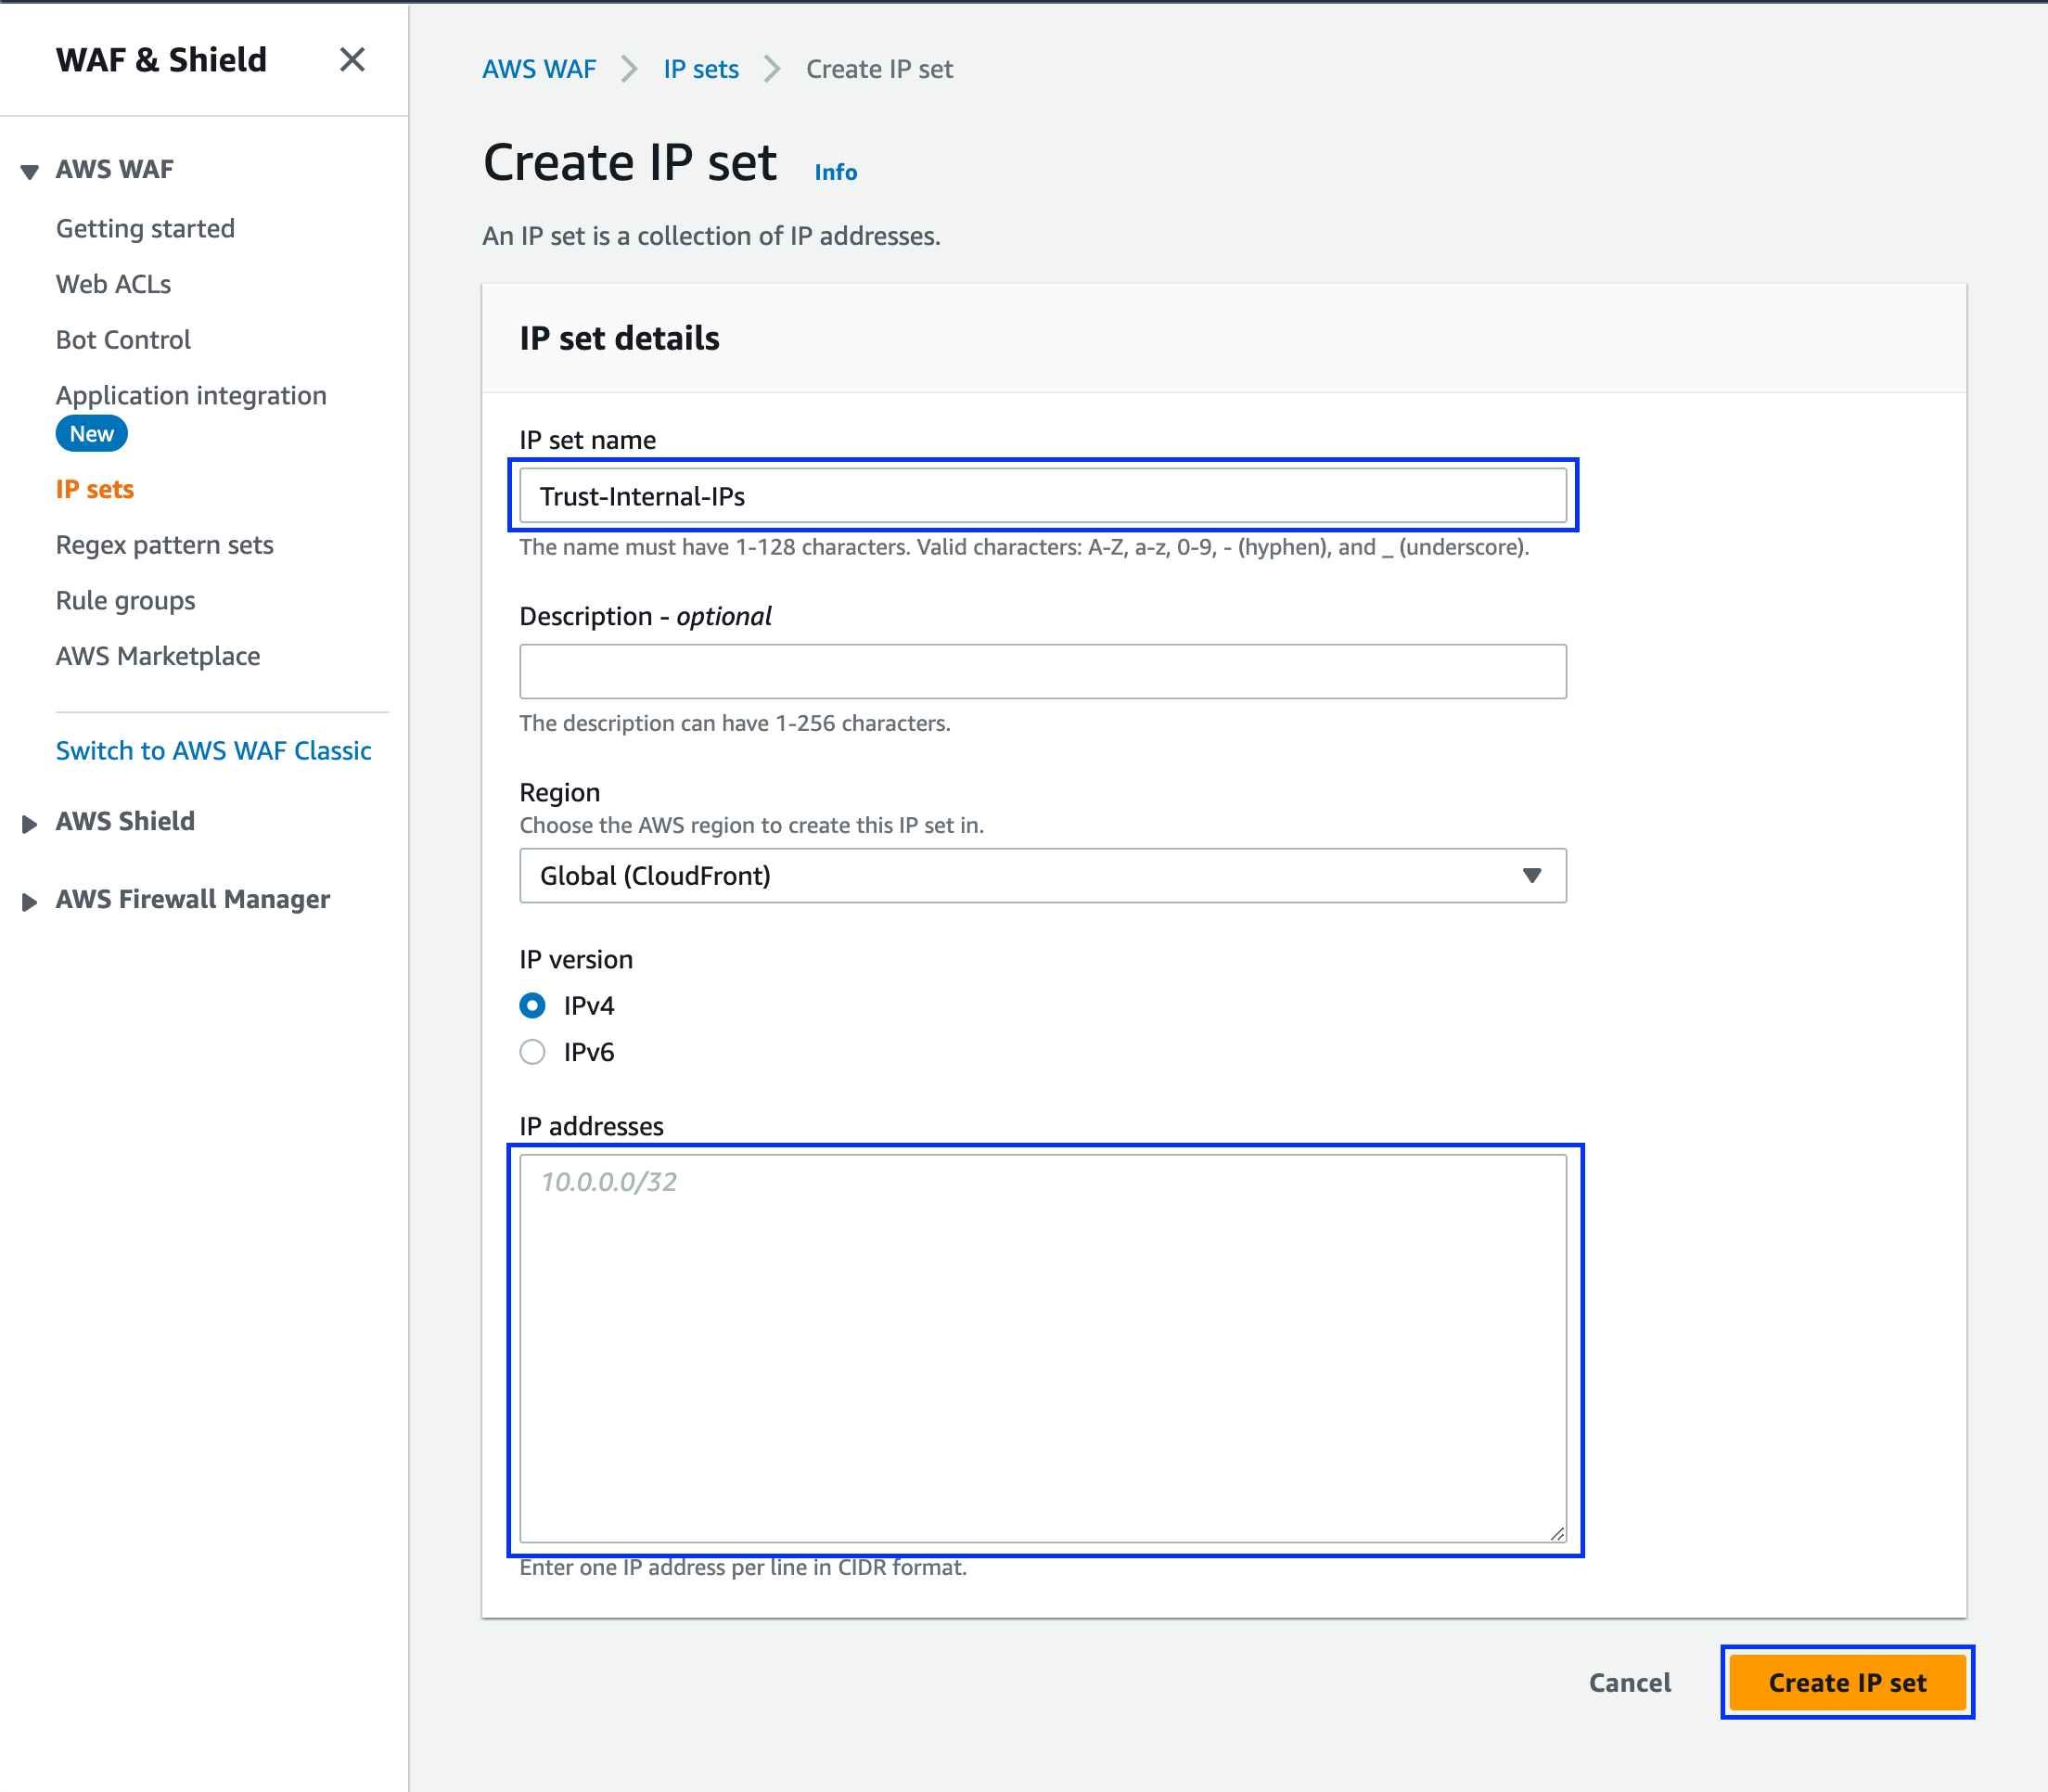 WAF & Shield
AWS WAF
Getting started
Web ACLs
Bot Control
Application integration
New
IP sets
Regex pattern sets
Rule groups
AWS Marketplace
Switch to AWS WAF Classic
AWS Shield
AWS Firewall Manager
AWS WAF > IP sets > Create IP set
Create IP set Info
An IP set is a collection of IP addresses.
IP set details
IP set name
Trust-Internal-IPs
The name must have 1-128 characters. Valid characters: A-Z, a-z, 0-9, - (hyphen), and _ (underscore).
Description - optional
The description can have 1-256 characters.
Region
Choose the AWS region to create this IP set in.
Global (CloudFront)
IP version
IPv4
IPv6
IP addresses
10.0.0.0/32
Enter one IP address per line in CIDR format.
Cancel Create IP set